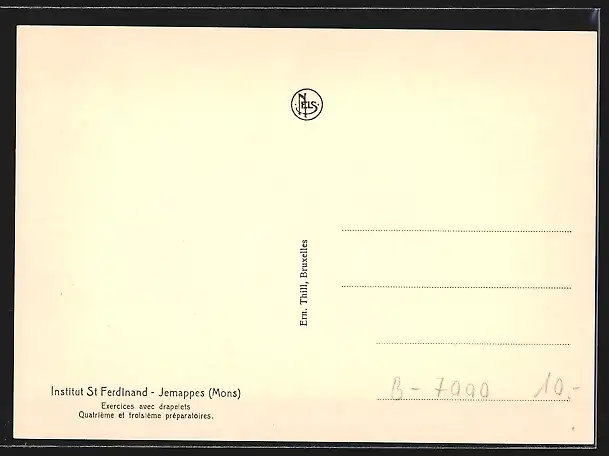 NELS
Ern. Thill, Bruxelles
Institut St Ferdinand - Jemappes (Mons)
Exercices avec drapelets
Quatrième et troisième préparatoires.
B - 7000 10,-